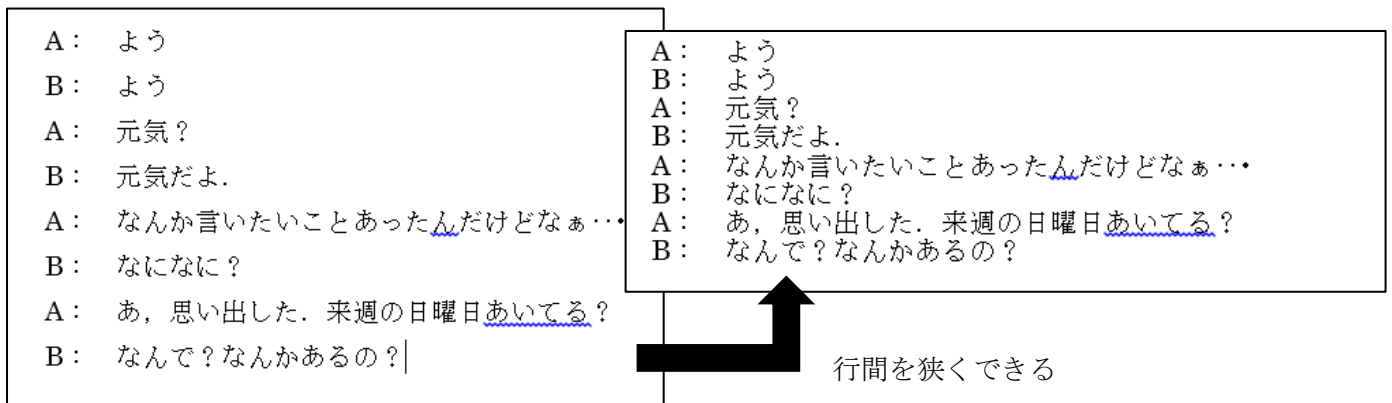 A： よう
B： よう
A： 元気？
B： 元気だよ．
A： なんか言いたいことあったんだけどなぁ…
B： なになに？
A： あ，思い出した．来週の日曜日あいてる？
B： なんで？なんかあるの？
A： よう
B： よう
A： 元気？
B： 元気だよ．
A： なんか言いたいことあったんだけどなぁ…
B： なになに？
A： あ，思い出した．来週の日曜日あいてる？
B： なんで？なんかあるの？
行間を狭くできる